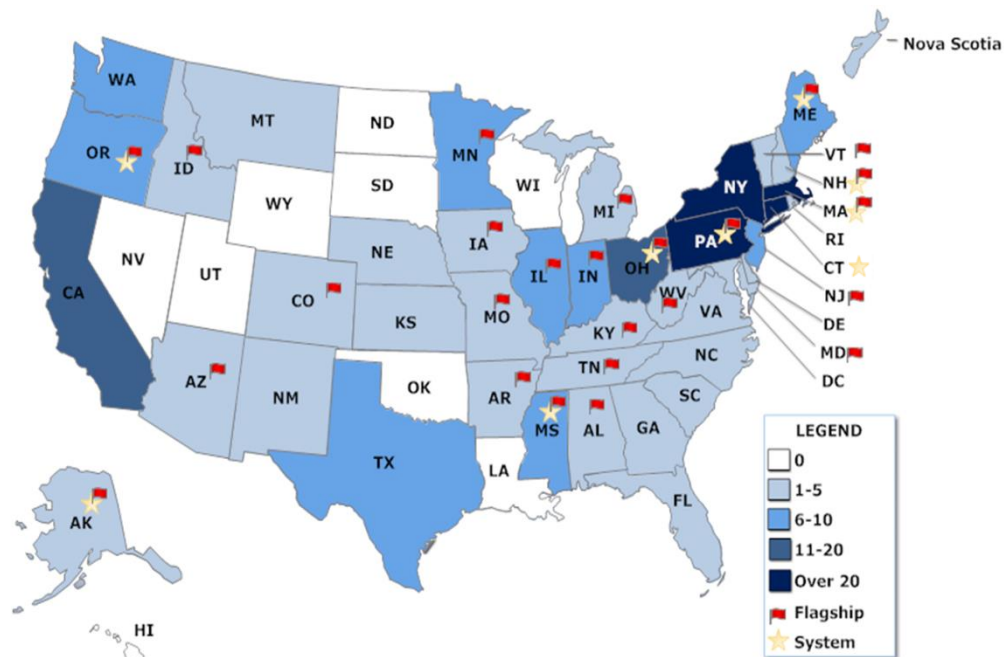 Nova Scotia
WA
MT
ND
MN
ME
OR
ID
SD
WI
VT
NH
WY
MI
NY
MA
IA
PA
RI
NE
NV
UT
IL
IN
OH
CT
CA
CO
WV
NJ
KS
MO
VA
DE
KY
MD
NC
TN
DC
AZ
NM
OK
AR
SC
MS
AL
GA
LEGEND
TX
LA
0
1-5
FL
6-10
AK
11-20
Over 20
Flagship
HI
System